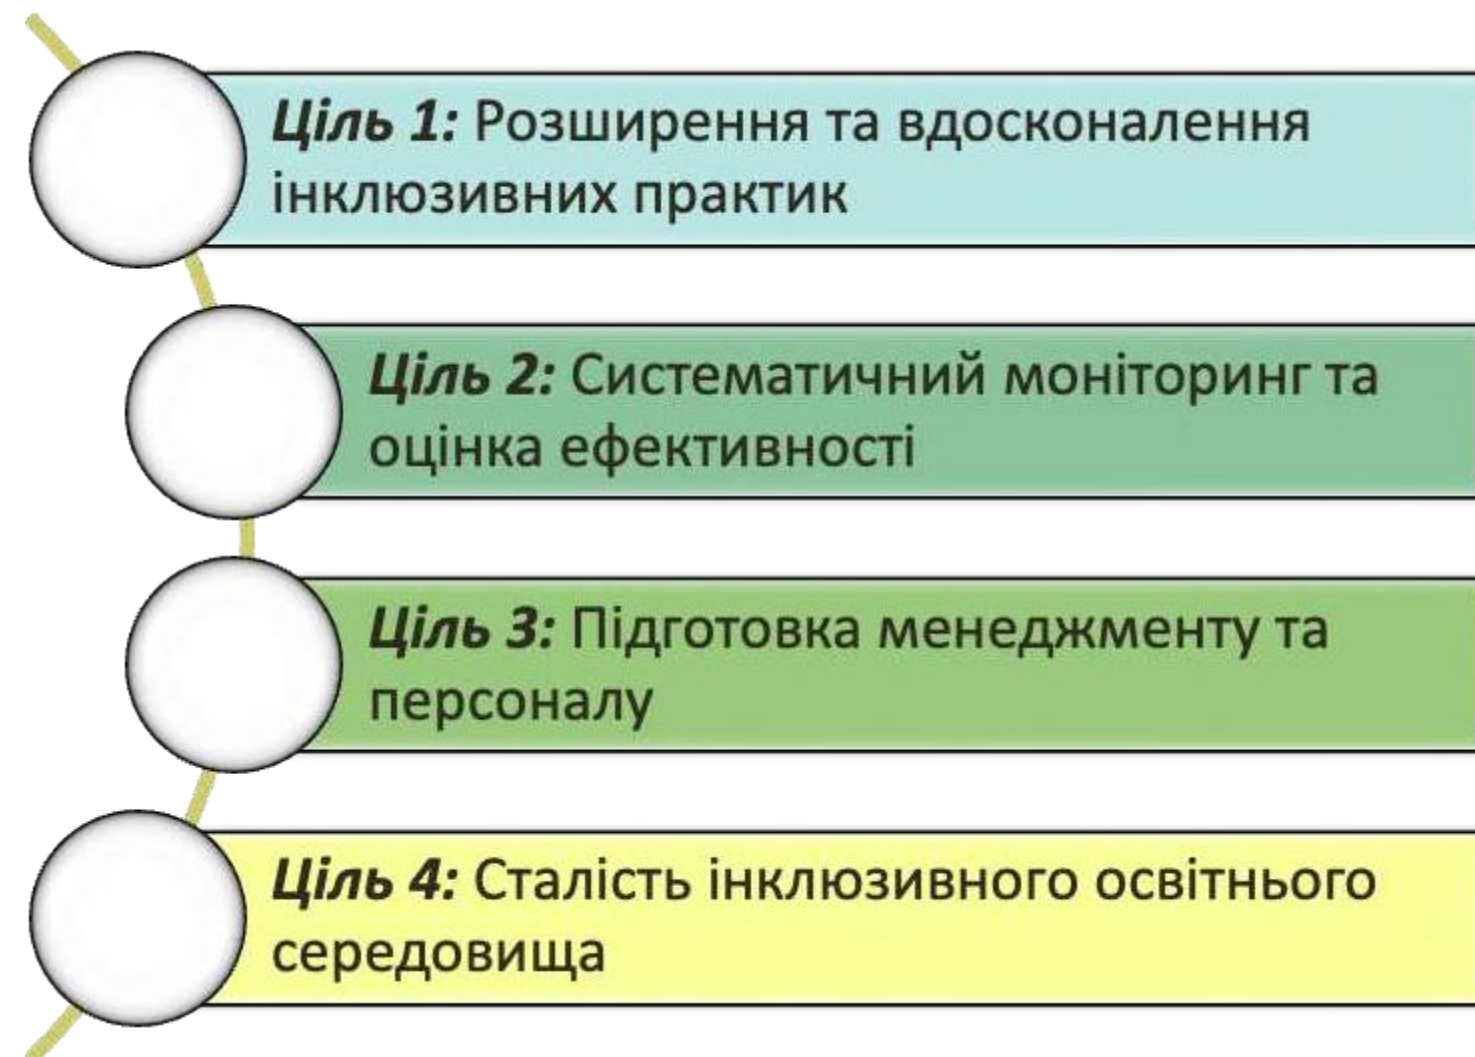 Ціль 1: Розширення та вдосконалення
інклюзивних практик
Ціль 2: Систематичний моніторинг та
оцінка ефективності
Ціль 3: Підготовка менеджменту та
персоналу
Ціль 4: Сталість інклюзивного освітнього
середовища